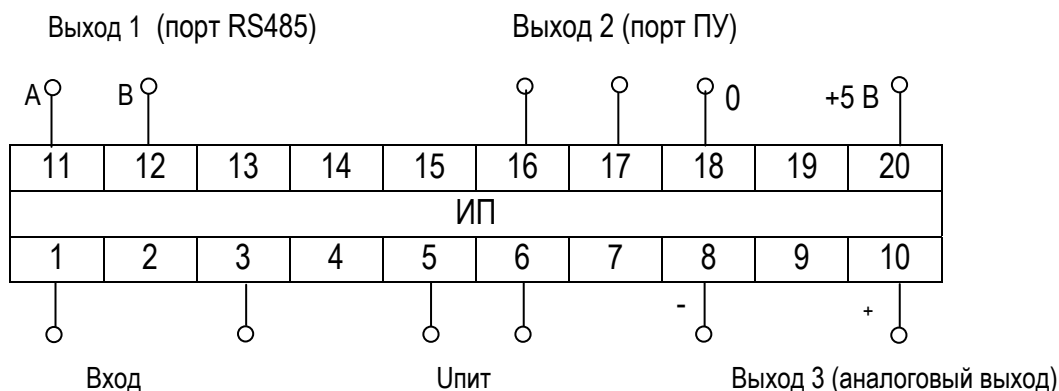 Выход 1 (порт RS485) Выход 2 (порт ПУ)
А В 0 +5 В
11 12 13 14 15 16 17 18 19 20
ИП
1 2 3 4 5 6 7 8 9 10
- +
Вход Uпит Выход 3 (аналоговый выход)